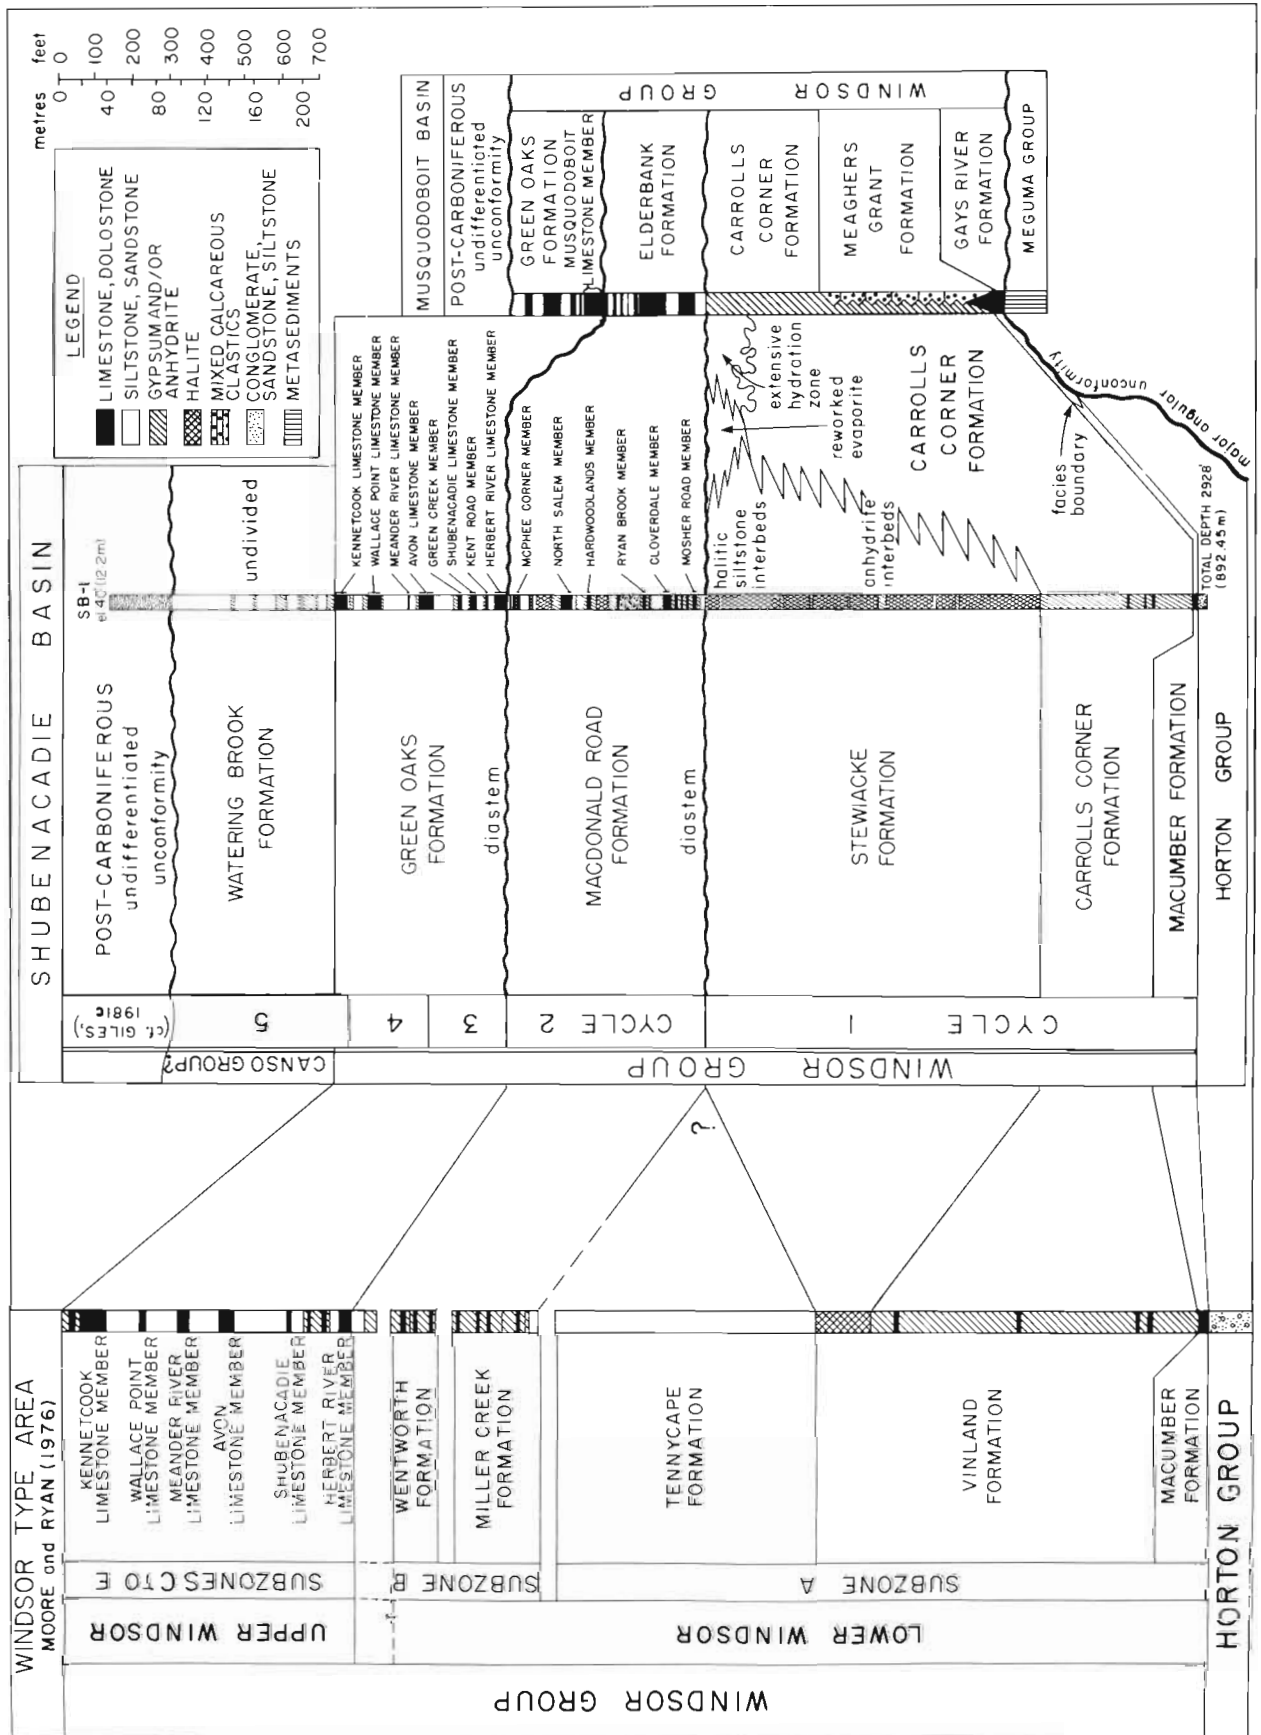 WINDSOR TYPE AREA
MOORE and RYAN (1976)
WINDSOR GROUP
UPPER WINDSOR
LOWER WINDSOR
SUBZONES C TO E
SUBZONE B
SUBZONE A
KENNETCOOK
LIMESTONE MEMBER
WALLACE POINT
LIMESTONE MEMBER
MEANDER RIVER
LIMESTONE MEMBER
AVON
LIMESTONE MEMBER
SHUBENACADIE
LIMESTONE MEMBER
HERBERT RIVER
LIMESTONE MEMBER
WENTWORTH
FORMATION
MILLER CREEK
FORMATION
TENNYCAPE
FORMATION
VINLAND
FORMATION
MACUMBER
FORMATION
HORTON GROUP
?
?
SHUBENACADIE BASIN
(cf. GILES,
1981c
CANSO GROUP?
WINDSOR GROUP
5
4
3
CYCLE 2
CYCLE 1
POST-CARBONIFEROUS
undifferentiated
unconformity
WATERING BROOK
FORMATION
GREEN OAKS
FORMATION
diastem
MACDONALD ROAD
FORMATION
diastem
STEWIACKE
FORMATION
CARROLLS CORNER
FORMATION
MACUMBER FORMATION
HORTON GROUP
SB-1
el 40' (12.2m)
undivided
KENNETCOOK LIMESTONE MEMBER
WALLACE POINT LIMESTONE MEMBER
MEANDER RIVER LIMESTONE MEMBER
AVON LIMESTONE MEMBER
GREEN CREEK MEMBER
SHUBENACADIE LIMESTONE MEMBER
KENT ROAD MEMBER
HERBERT RIVER LIMESTONE MEMBER
MCPHEE CORNER MEMBER
NORTH SALEM MEMBER
HARDWOODLANDS MEMBER
RYAN BROOK MEMBER
CLOVERDALE MEMBER
MOSHER ROAD MEMBER
halitic
siltstone
interbeds
anhydrite
interbeds
reworked
evaporite
extensive
hydration
zone
CARROLLS
CORNER
FORMATION
facies
boundary
major angular unconformity
TOTAL DEPTH 2928'
(892.45m)
LEGEND
LIMESTONE, DOLOSTONE
SILTSTONE, SANDSTONE
GYPSUM AND/OR
ANHYDRITE
HALITE
MIXED CALCAREOUS
CLASTICS
CONGLOMERATE,
SANDSTONE, SILTSTONE
METASEDIMENTS
metres feet
0 0
100
40
200
80
300
120
400
500
160
600
200
700
MUSQUODOBOIT BASIN
POST-CARBONIFEROUS
undifferentiated
unconformity
GREEN OAKS
FORMATION
MUSQUODOBOIT
LIMESTONE MEMBER
ELDERBANK
FORMATION
CARROLLS
CORNER
FORMATION
MEAGHERS
GRANT
FORMATION
GAYS RIVER
FORMATION
MEGUMA GROUP
WINDSOR GROUP